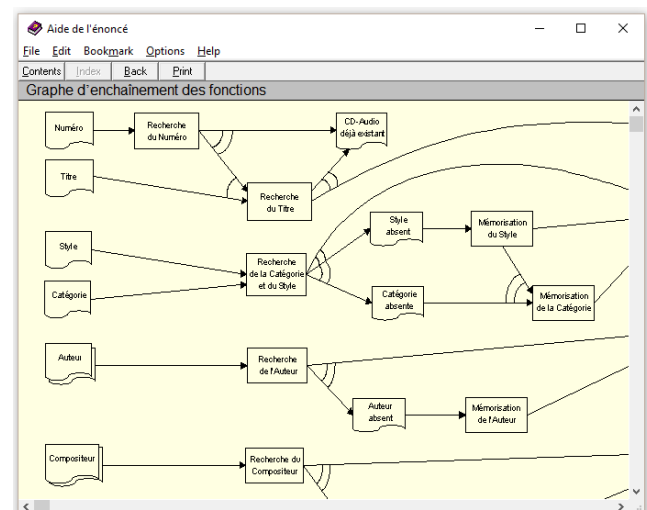 Aide de l'énoncé
File Edit Bookmark Options Help
Contents Index Back Print
Graphe d'enchaînement des fonctions
Numéro
Recherche
du Numéro
CD-Audio
déjà existant
Titre
Recherche
du Titre
Style
absent
Mémorisation
du Style
Style
Recherche
de la Catégorie
et du Style
Catégorie
Catégorie
absente
Mémorisation
de la Catégorie
Auteur
Recherche
de l'Auteur
Auteur
absent
Mémorisation
de l'Auteur
Compositeur
Recherche du
Compositeur